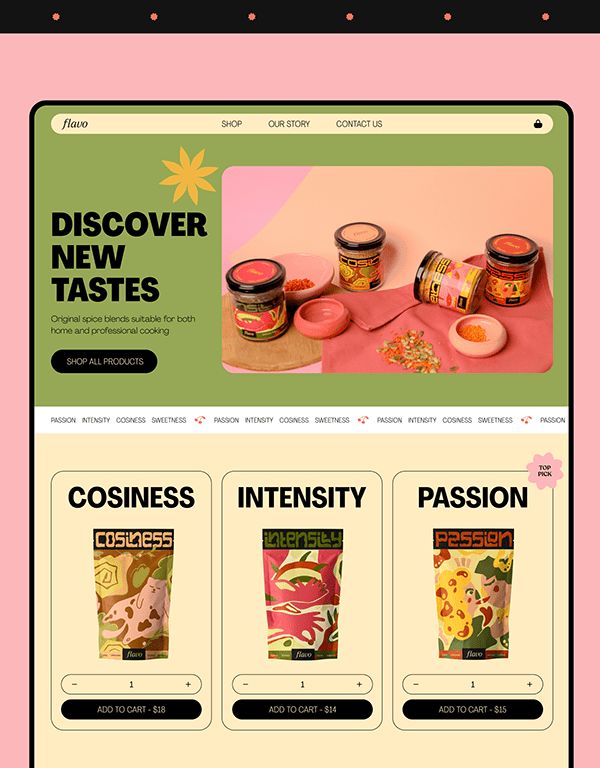 flavo
SHOP OUR STORY CONTACT US
DISCOVER
NEW
TASTES
Original spice blends suitable for both
home and professional cooking
SHOP ALL PRODUCTS
flavo
flavo
COSIN
PASSION INTENSITY COSINESS SWEETNESS PASSION INTENSITY COSINESS SWEETNESS PASSION INTENSITY COSINESS SWEETNESS PASSION
TOP
PICK
COSINESS
INTENSITY
PASSION
cosiness
intensity
passion
flavo
flavo
flavo
− 1 +
− 1 +
− 1 +
ADD TO CART - $18
ADD TO CART - $14
ADD TO CART - $15